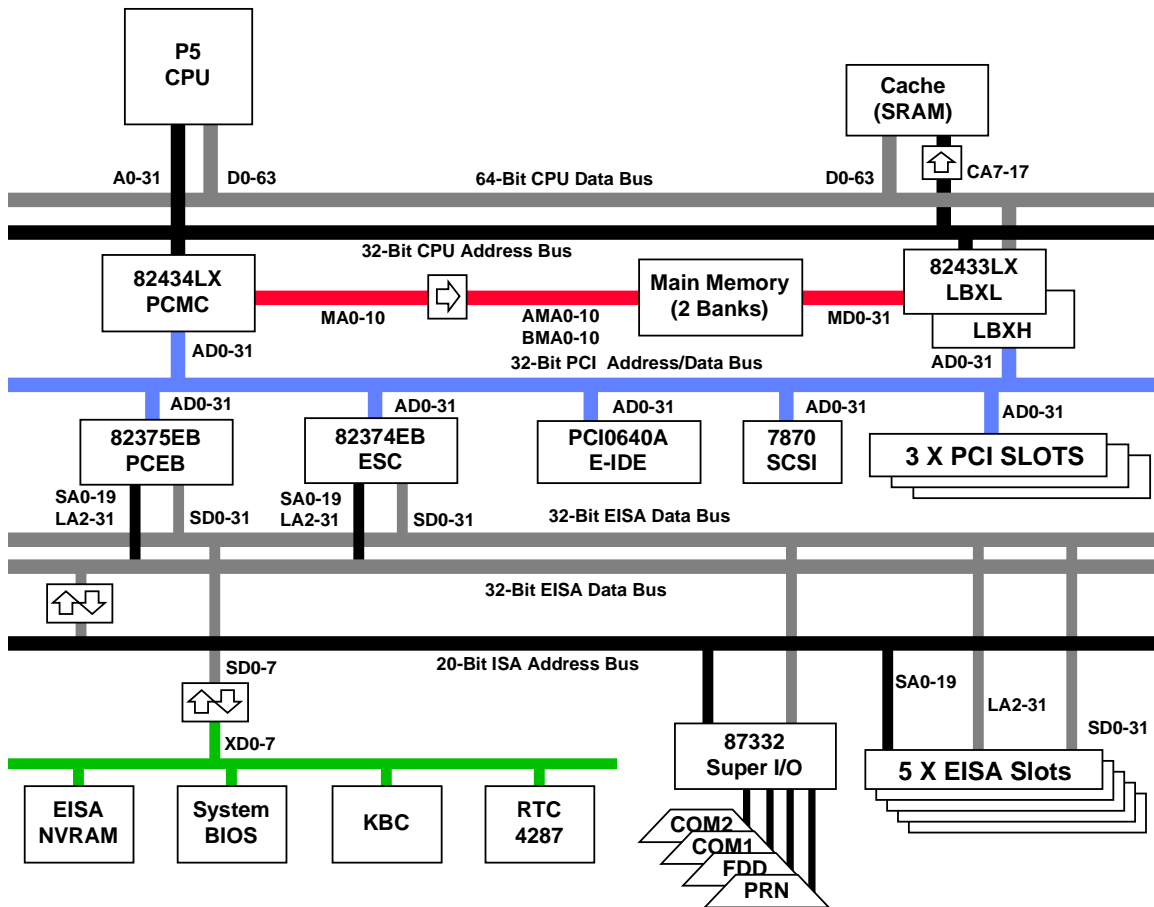 P5
CPU
Cache
(SRAM)
A0-31
D0-63
64-Bit CPU Data Bus
D0-63
CA7-17
32-Bit CPU Address Bus
82434LX
PCMC
MA0-10
AMA0-10
BMA0-10
Main Memory
(2 Banks)
MD0-31
82433LX
LBXL
LBXH
AD0-31
32-Bit PCI Address/Data Bus
AD0-31
AD0-31
AD0-31
AD0-31
AD0-31
AD0-31
82375EB
PCEB
82374EB
ESC
PCI0640A
E-IDE
7870
SCSI
3 X PCI SLOTS
SA0-19
LA2-31
SD0-31
SA0-19
LA2-31
SD0-31
32-Bit EISA Data Bus
32-Bit EISA Data Bus
20-Bit ISA Address Bus
SD0-7
SA0-19
LA2-31
SD0-31
XD0-7
87332
Super I/O
5 X EISA Slots
EISA
NVRAM
System
BIOS
KBC
RTC
4287
COM2
COM1
FDD
PRN